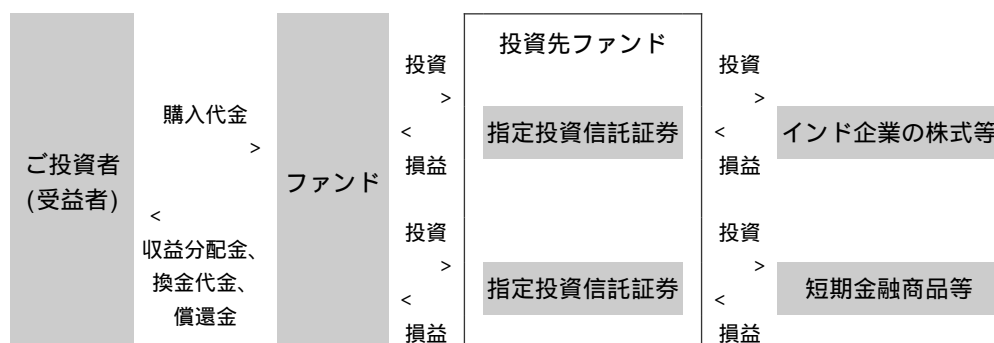 ご投資者
(受益者)
購入代金
>
<
収益分配金、
換金代金、
償還金
ファンド
投資
>
<
損益
投資
>
<
損益
投資先ファンド
指定投資信託証券
指定投資信託証券
投資
>
<
損益
投資
>
<
損益
インド企業の株式等
短期金融商品等